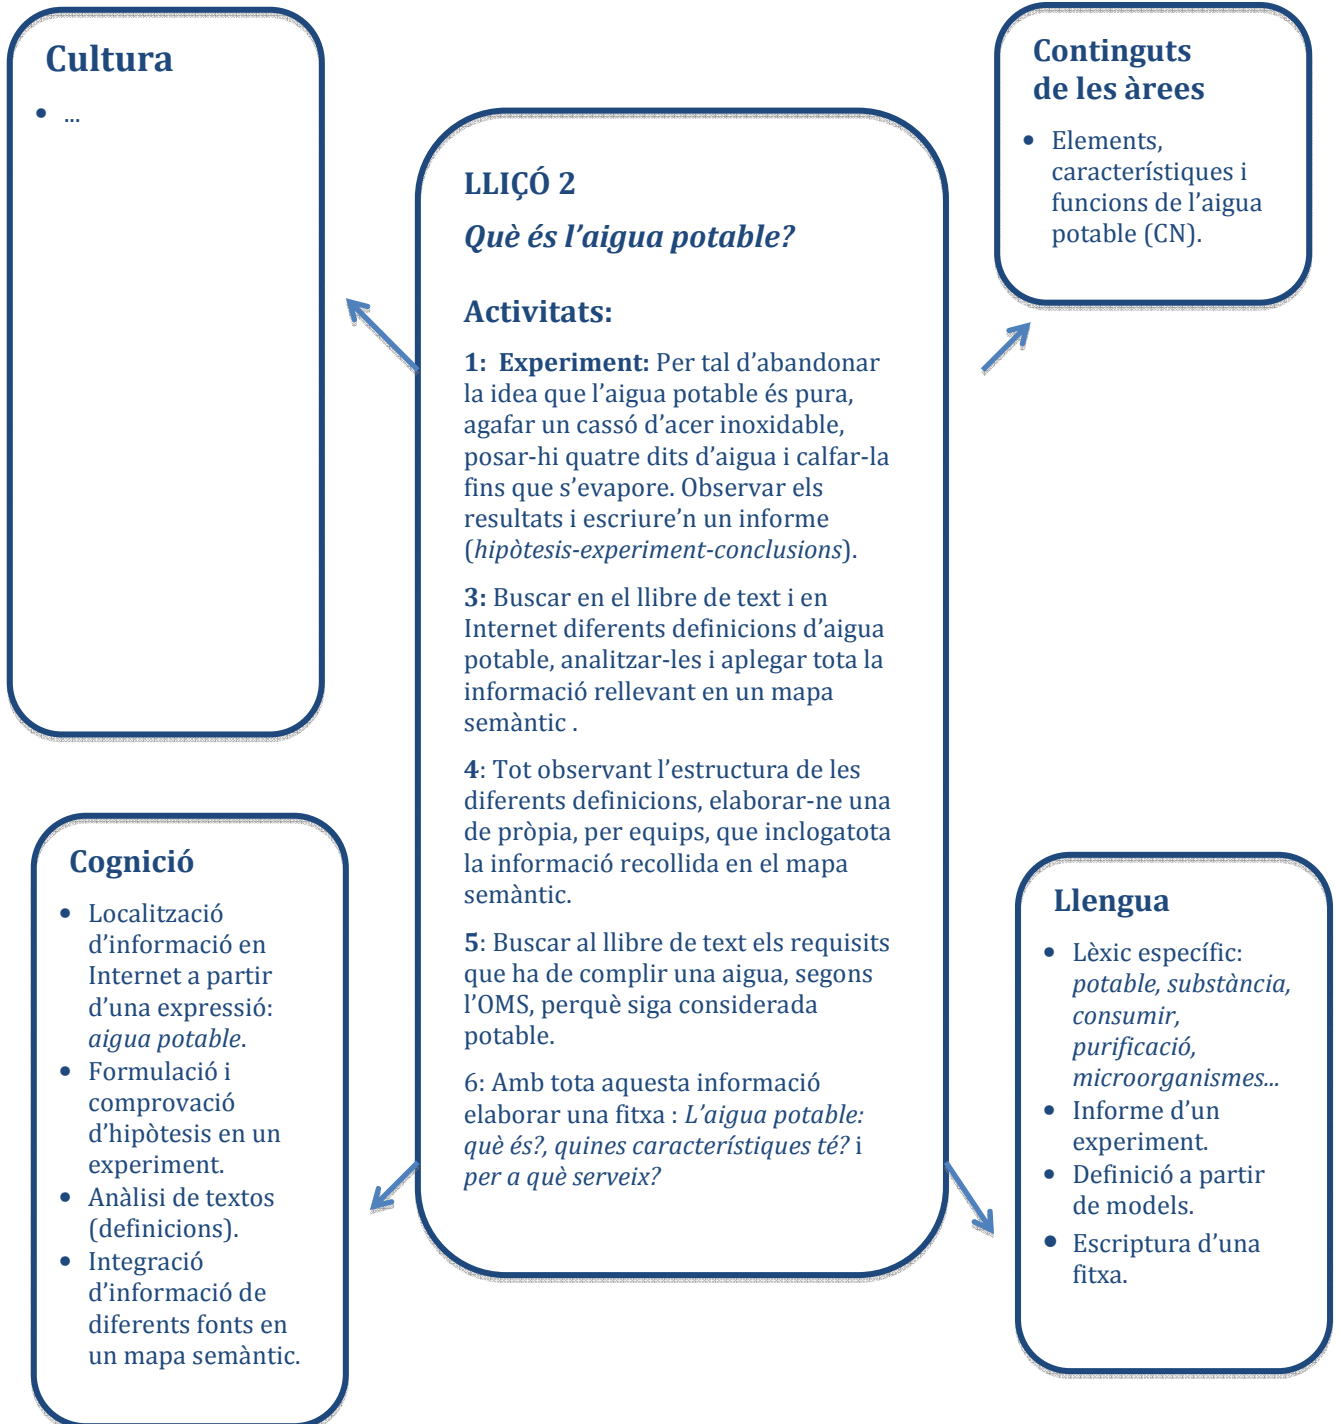 Cultura
• ...
Continguts
de les àrees
• Elements,
característiques i
funcions de l’aigua
potable (CN).
LLIÇÓ 2
Què és l’aigua potable?
Activitats:
1: Experiment: Per tal d’abandonar
la idea que l’aigua potable és pura,
agafar un cassó d’acer inoxidable,
posar-hi quatre dits d’aigua i calfar-la
fins que s’evapore. Observar els
resultats i escriure’n un informe
(hipòtesis-experiment-conclusions).
3: Buscar en el llibre de text i en
Internet diferents definicions d’aigua
potable, analitzar-les i aplegar tota la
informació rellevant en un mapa
semàntic .
4: Tot observant l’estructura de les
diferents definicions, elaborar-ne una
de pròpia, per equips, que inclogatota
la informació recollida en el mapa
semàntic.
5: Buscar al llibre de text els requisits
que ha de complir una aigua, segons
l’OMS, perquè siga considerada
potable.
6: Amb tota aquesta informació
elaborar una fitxa : L’aigua potable:
què és?, quines característiques té? i
per a què serveix?
Cognició
• Localització
d’informació en
Internet a partir
d’una expressió:
aigua potable.
• Formulació i
comprovació
d’hipòtesis en un
experiment.
• Anàlisi de textos
(definicions).
• Integració
d’informació de
diferents fonts en
un mapa semàntic.
Llengua
• Lèxic específic:
potable, substància,
consumir,
purificació,
microorganismes...
• Informe d’un
experiment.
• Definició a partir
de models.
• Escriptura d’una
fitxa.